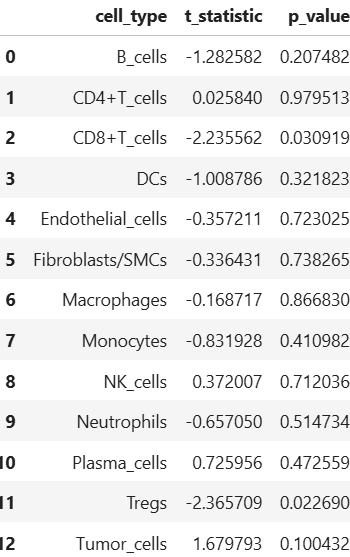 cell_type t_statistic p_value
0 B_cells -1.282582 0.207482
1 CD4+T_cells 0.025840 0.979513
2 CD8+T_cells -2.235562 0.030919
3 DCs -1.008786 0.321823
4 Endothelial_cells -0.357211 0.723025
5 Fibroblasts/SMCs -0.336431 0.738265
6 Macrophages -0.168717 0.866830
7 Monocytes -0.831928 0.410982
8 NK_cells 0.372007 0.712036
9 Neutrophils -0.657050 0.514734
10 Plasma_cells 0.725956 0.472559
11 Tregs -2.365709 0.022690
12 Tumor_cells 1.679793 0.100432